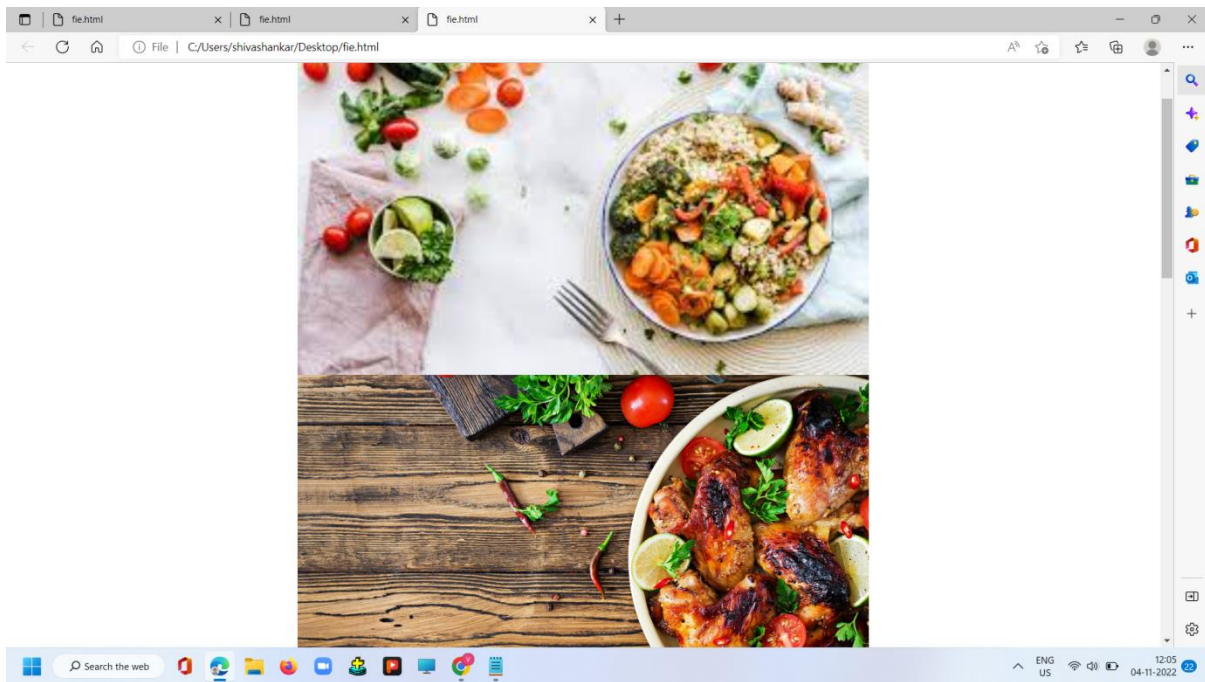 fie.html
fie.html
fie.html
File | C:/Users/shivashankar/Desktop/fie.html
Search the web
ENG
US
12:05
04-11-2022
22